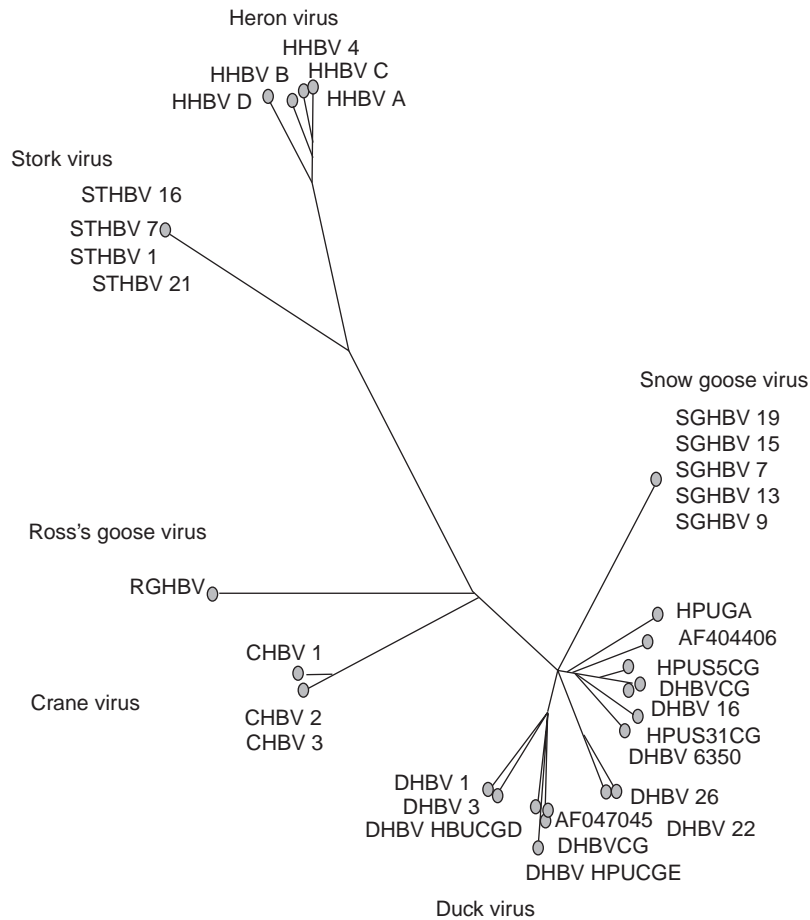 Heron virus
HHBV 4
HHBV C
HHBV B
HHBV D
HHBV A
Stork virus
STHBV 16
STHBV 7
STHBV 1
STHBV 21
Snow goose virus
SGHBV 19
SGHBV 15
SGHBV 7
SGHBV 13
SGHBV 9
Ross's goose virus
RGHBV
CHBV 1
Crane virus
CHBV 2
CHBV 3
HPUGA
AF404406
HPUS5CG
DHBVCG
DHBV 16
HPUS31CG
DHBV 6350
DHBV 1
DHBV 3
DHBV HBUCGD
DHBV 26
AF047045
DHBV 22
DHBVCG
DHBV HPUCGE
Duck virus